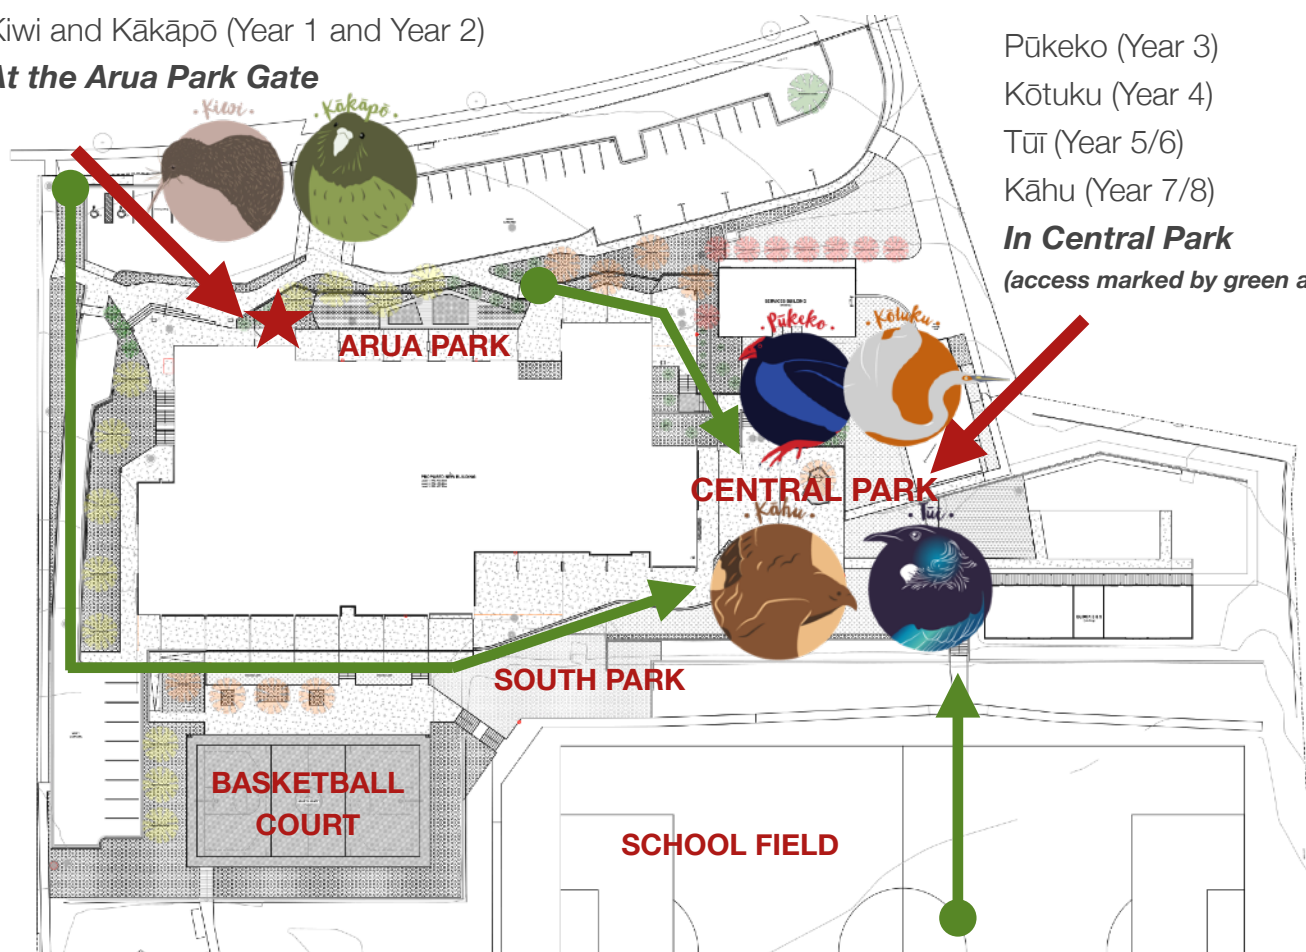 Kiwi and Kākāpō (Year 1 and Year 2)
At the Arua Park Gate
Pūkeko (Year 3)
Kōtuku (Year 4)
Tūī (Year 5/6)
Kāhu (Year 7/8)
In Central Park
(access marked by green a
•Kiwi•
•Kākāpō•
•Pūkeko•
•Kōtuku•
ARUA PARK
SERVICES BUILDING
CENTRAL PARK
•Kāhu•
•Tūī•
SOUTH PARK
BASKETBALL
COURT
SCHOOL FIELD